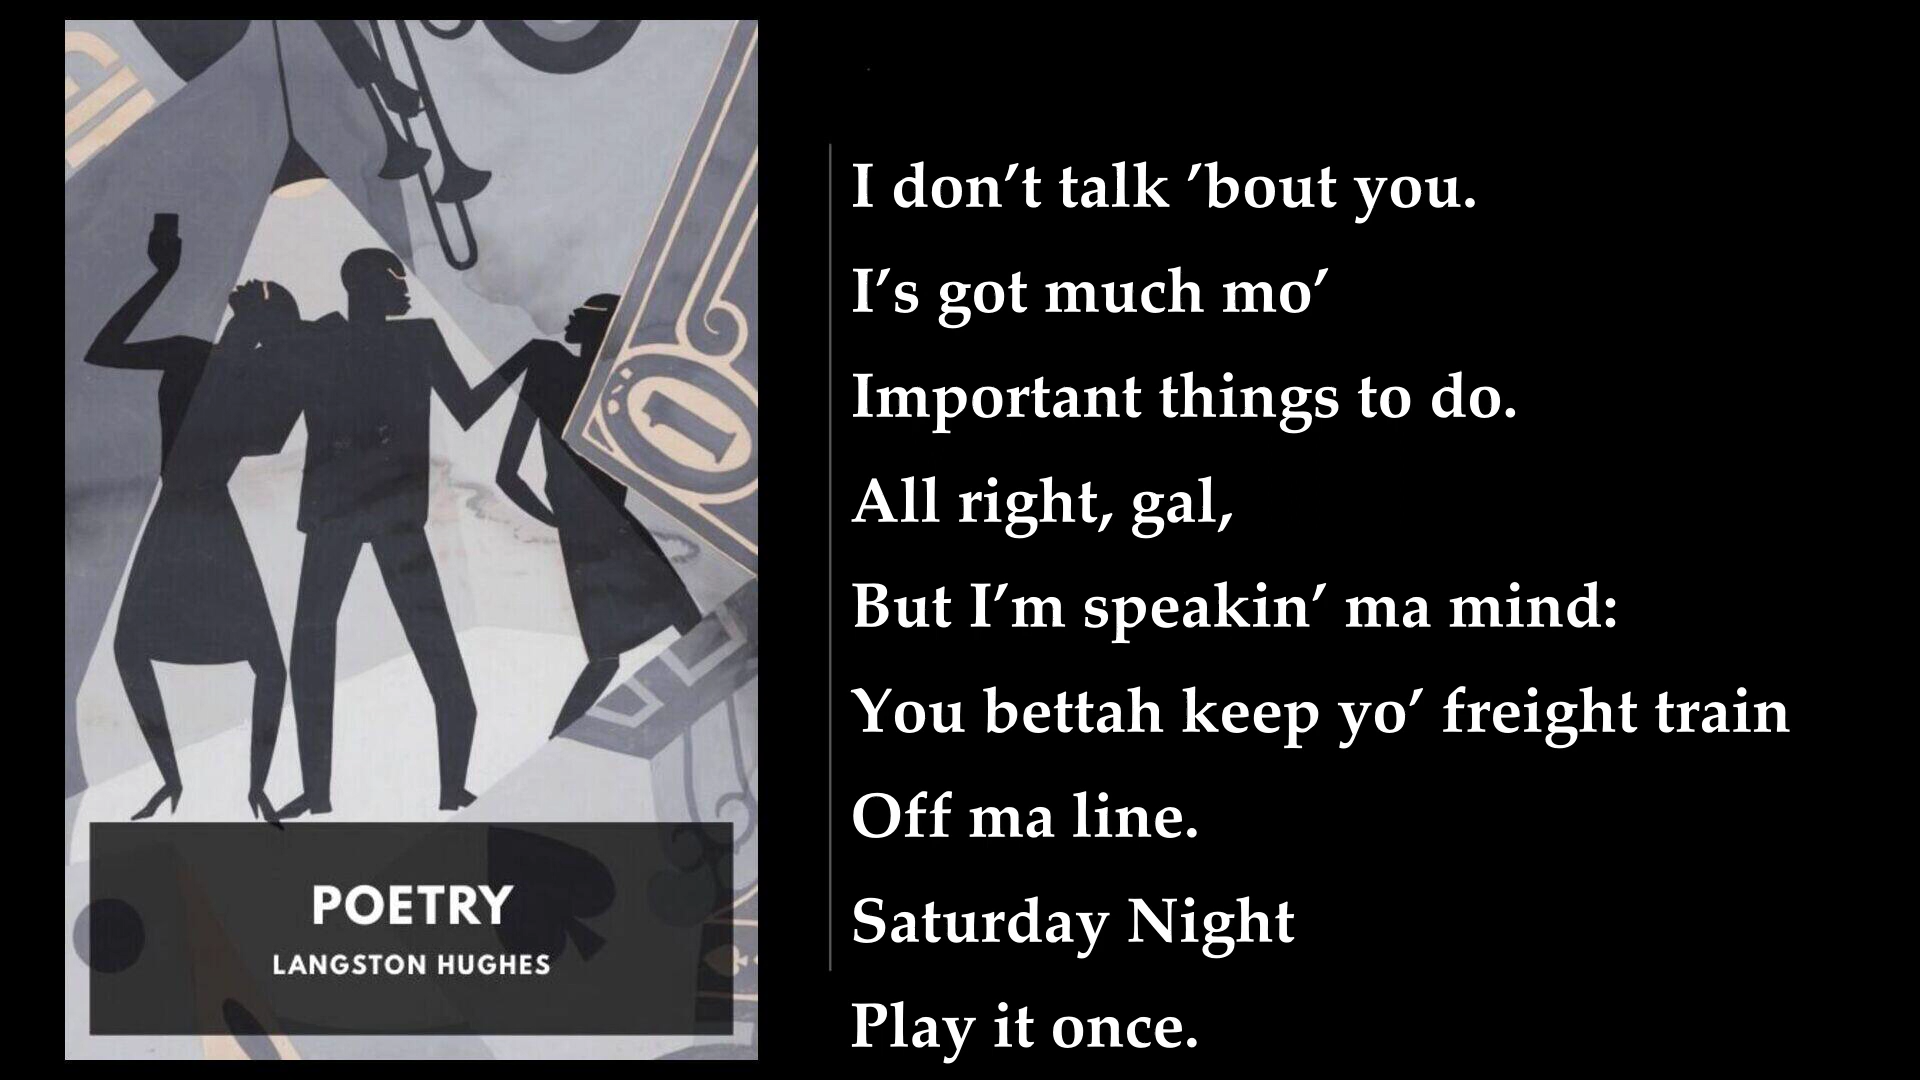 I don’t talk ’bout you.
I’s got much mo’
Important things to do.
All right, gal,
But I’m speakin’ ma mind:
You bettah keep yo’ freight train
Off ma line.
Saturday Night
Play it once.
POETRY
LANGSTON HUGHES